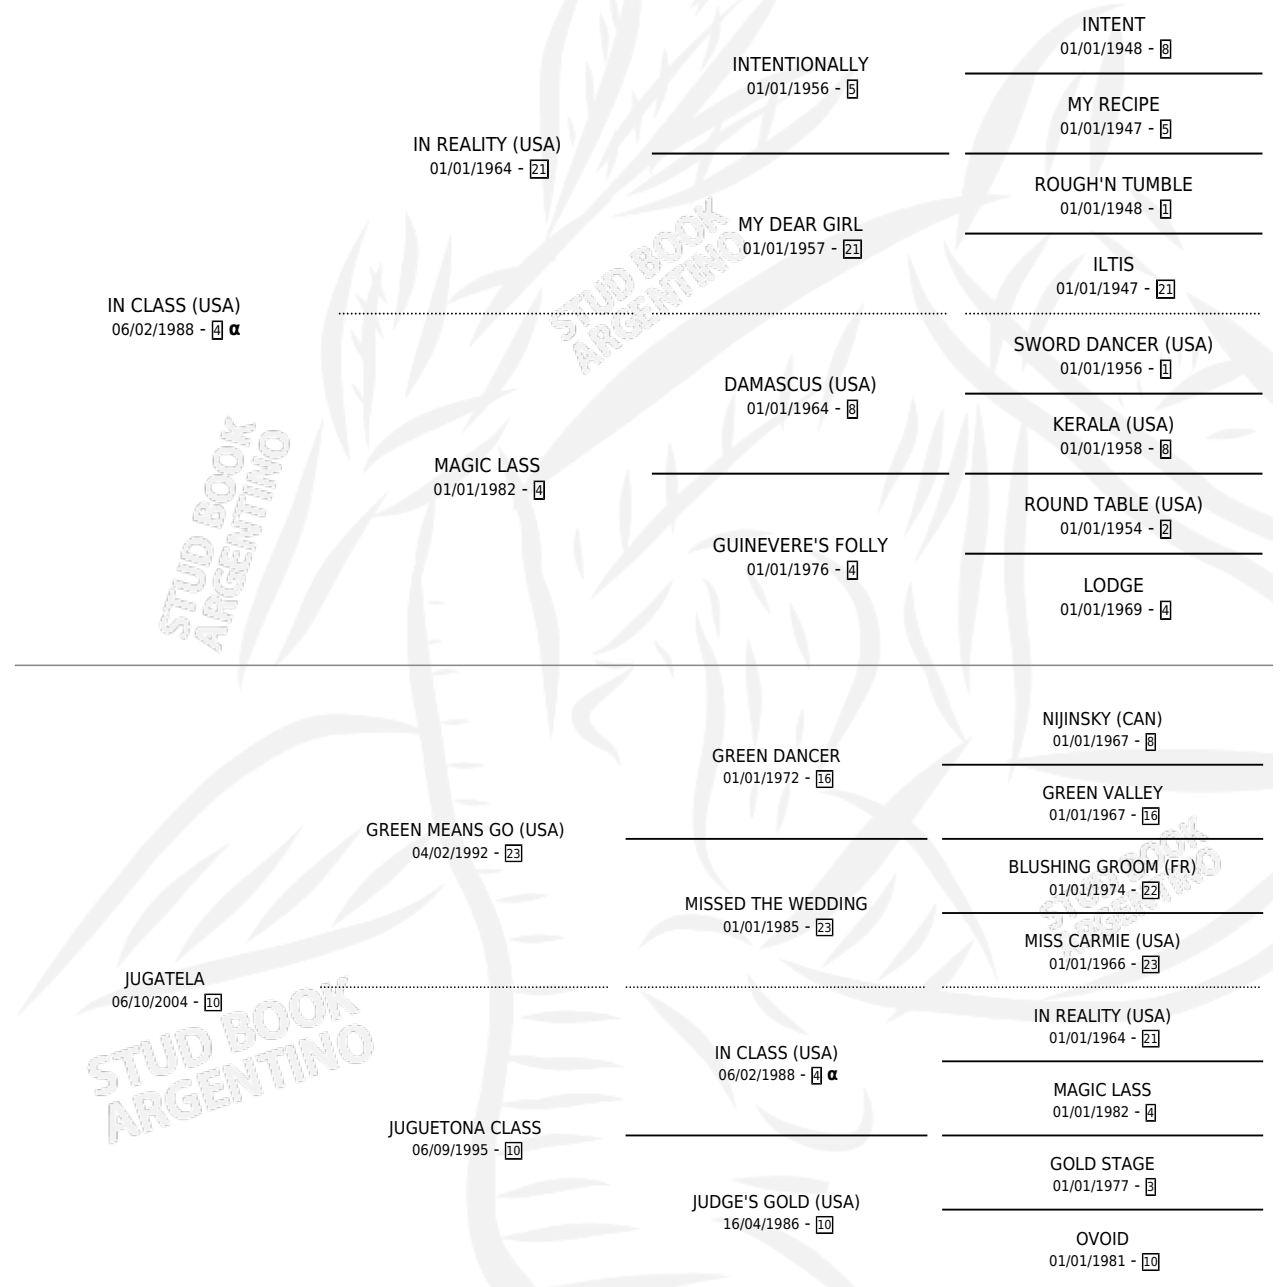 INTENT
01/01/1948 - 8
INTENTIONALLY
01/01/1956 - 5
MY RECIPE
01/01/1947 - 5
IN REALITY (USA)
01/01/1964 - 21
ROUGH'N TUMBLE
01/01/1948 - 1
MY DEAR GIRL
01/01/1957 - 21
ILTIS
01/01/1947 - 21
IN CLASS (USA)
06/02/1988 - 4 α
SWORD DANCER (USA)
01/01/1956 - 1
DAMASCUS (USA)
01/01/1964 - 8
KERALA (USA)
01/01/1958 - 8
MAGIC LASS
01/01/1982 - 4
ROUND TABLE (USA)
01/01/1954 - 2
GUINEVERE'S FOLLY
01/01/1976 - 4
LODGE
01/01/1969 - 4
NIJINSKY (CAN)
01/01/1967 - 8
GREEN DANCER
01/01/1972 - 16
GREEN VALLEY
01/01/1967 - 16
GREEN MEANS GO (USA)
04/02/1992 - 23
BLUSHING GROOM (FR)
01/01/1974 - 22
MISSED THE WEDDING
01/01/1985 - 23
MISS CARMIE (USA)
01/01/1966 - 23
JUGATELA
06/10/2004 - 10
IN REALITY (USA)
01/01/1964 - 21
IN CLASS (USA)
06/02/1988 - 4 α
MAGIC LASS
01/01/1982 - 4
JUGUETONA CLASS
06/09/1995 - 10
GOLD STAGE
01/01/1977 - 3
JUDGE'S GOLD (USA)
16/04/1986 - 10
OVOID
01/01/1981 - 10
STUD BOOK
ARGENTINO
STUD BOOK
ARGENTINO
STUD BOOK
ARGENTINO
STUD BOOK
ARGENTINO